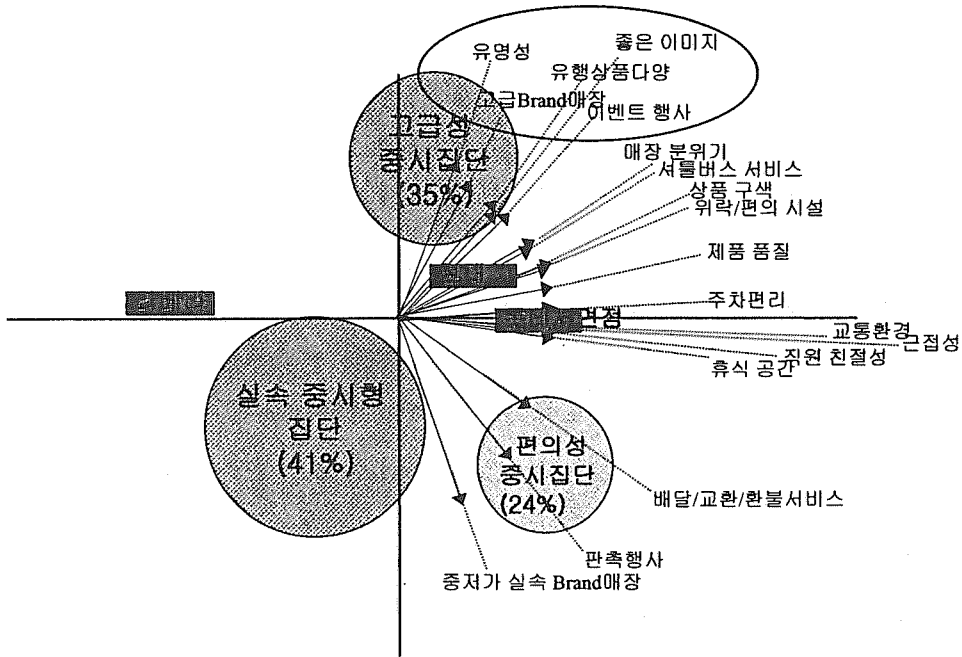 좋은 이미지
유명성
유행상품다양
고급Brand매장
이벤트 행사
고급성
중시집단
(35%)
매장 분위기
셔틀버스 서비스
상품 구색
위락/편의 시설
제품 품질
주차편리
교통환경
근접성
직원 친절성
휴식 공간
실속 중시형
집단
(41%)
편의성
중시집단
(24%)
배달/교환/환불서비스
판촉행사
중저가 실속 Brand매장